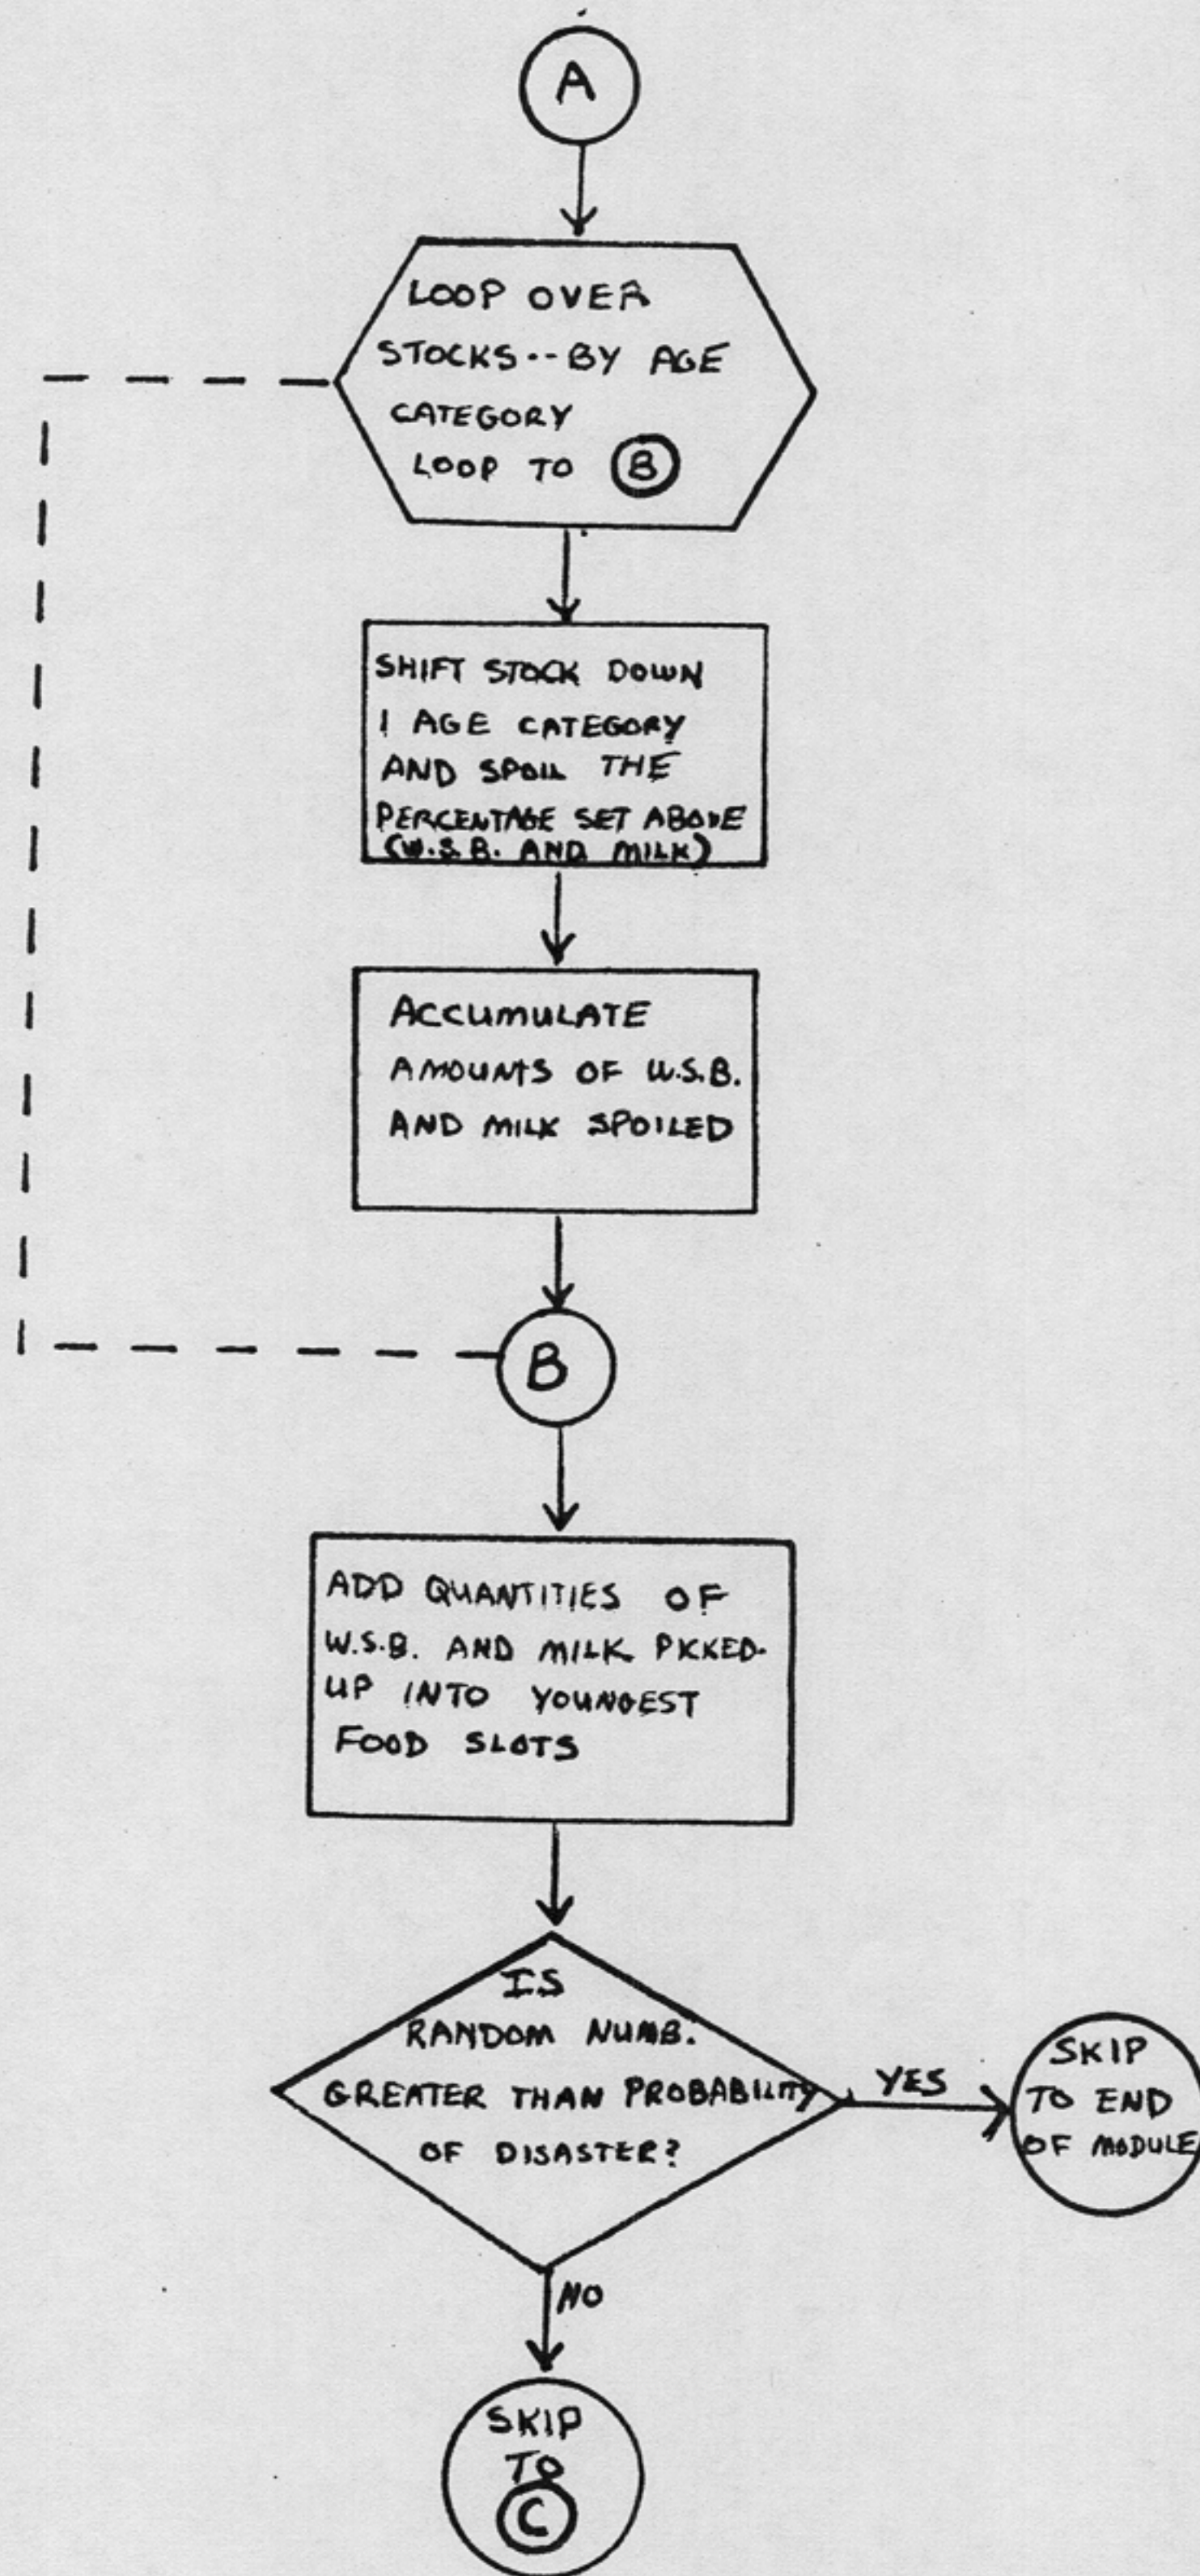 A
LOOP OVER
STOCKS--BY AGE
CATEGORY
LOOP TO B
SHIFT STOCK DOWN
1 AGE CATEGORY
AND SPOIL THE
PERCENTAGE SET ABOVE
(W.S.B. AND MILK)
ACCUMULATE
AMOUNTS OF W.S.B.
AND MILK SPOILED
B
ADD QUANTITIES OF
W.S.B. AND MILK PICKED-
UP INTO YOUNGEST
FOOD SLOTS
IS
RANDOM NUMB.
GREATER THAN PROBABILITY
OF DISASTER?
YES
SKIP
TO END
OF MODULE
NO
SKIP
TO
C